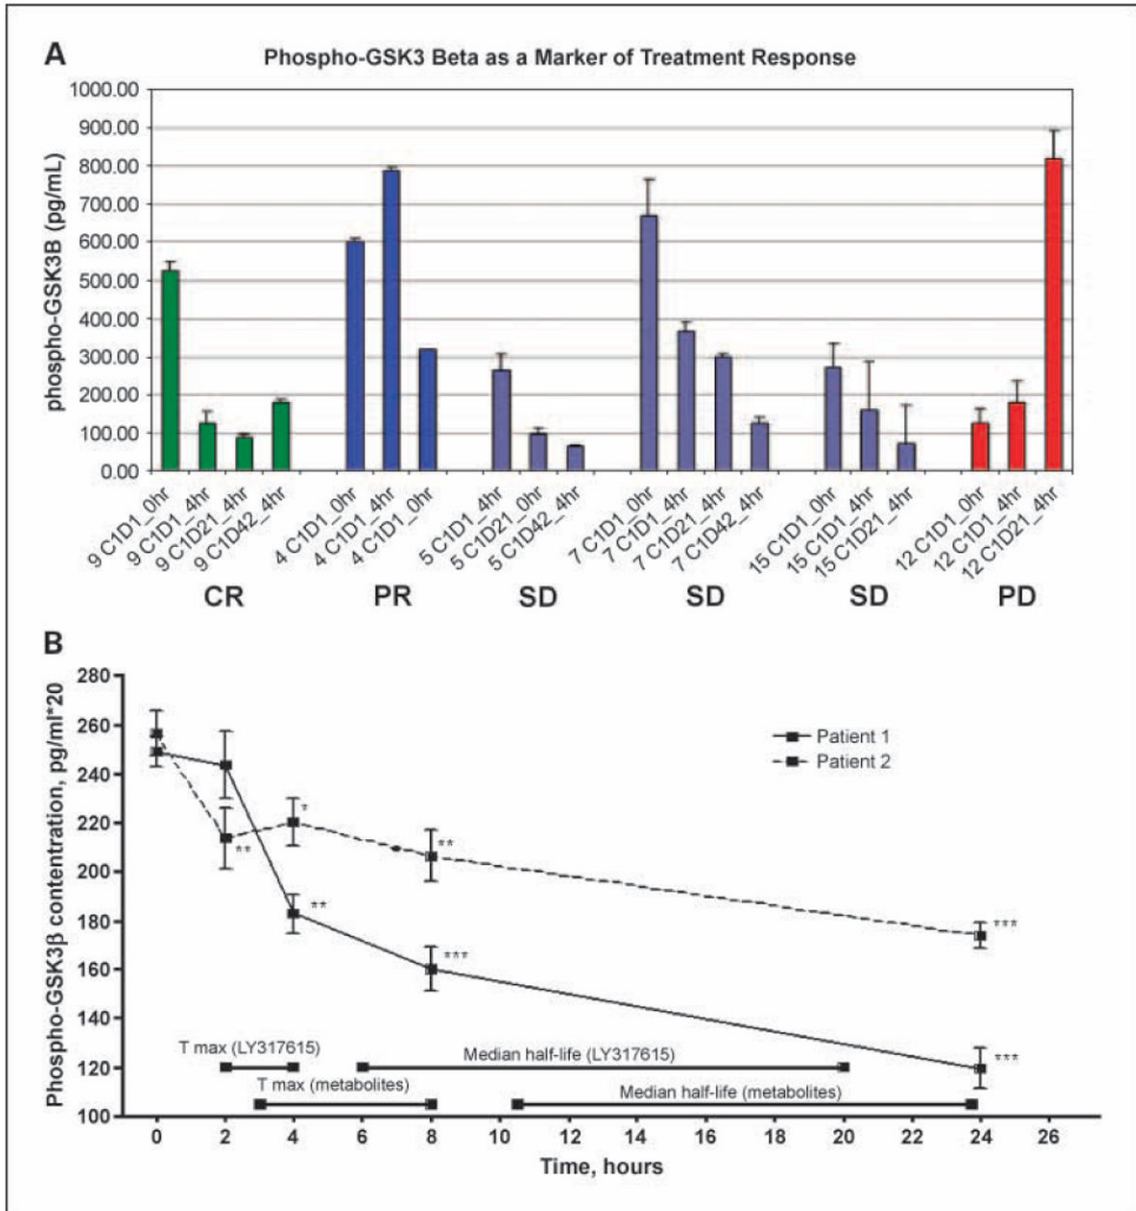 A
Phospho-GSK3 Beta as a Marker of Treatment Response
phospho-GSK3B (pg/mL)
1000.00
900.00
800.00
700.00
600.00
500.00
400.00
300.00
200.00
100.00
0.00
9 C1D1_0hr
9 C1D1_4hr
9 C1D21_4hr
9 C1D42_4hr
4 C1D1_0hr
4 C1D1_4hr
4 C1D1_0hr
5 C1D1_4hr
5 C1D21_0hr
5 C1D42_4hr
7 C1D1_0hr
7 C1D1_4hr
7 C1D21_4hr
7 C1D42_4hr
15 C1D1_0hr
15 C1D1_4hr
15 C1D21_4hr
12 C1D1_0hr
12 C1D1_4hr
12 C1D21_4hr
CR PR SD SD SD PD
B
Phospho-GSK3β contentration, pg/ml*20
280
260
240
220
200
180
160
140
120
100
Patient 1
Patient 2
*
**
**
**
***
***
***
T max (LY317615)
Median half-life (LY317615)
T max (metabolites)
Median half-life (metabolites)
0 2 4 6 8 10 12 14 16 18 20 22 24 26
Time, hours